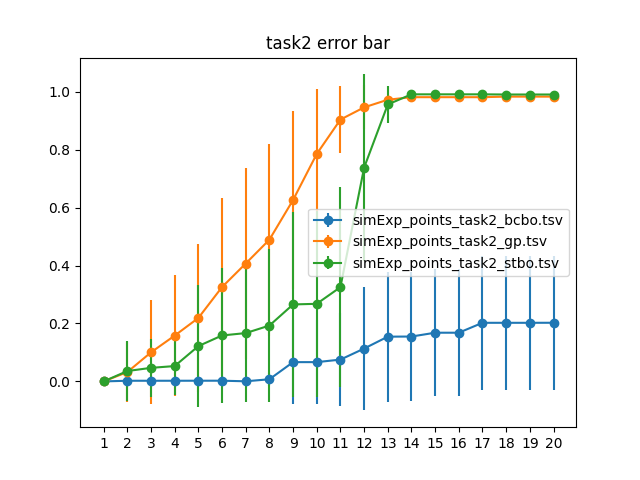 task2 error bar
1.0
0.8
0.6
0.4
0.2
0.0
simExp_points_task2_bcbo.tsv
simExp_points_task2_gp.tsv
simExp_points_task2_stbo.tsv
1 2 3 4 5 6 7 8 9 10 11 12 13 14 15 16 17 18 19 20